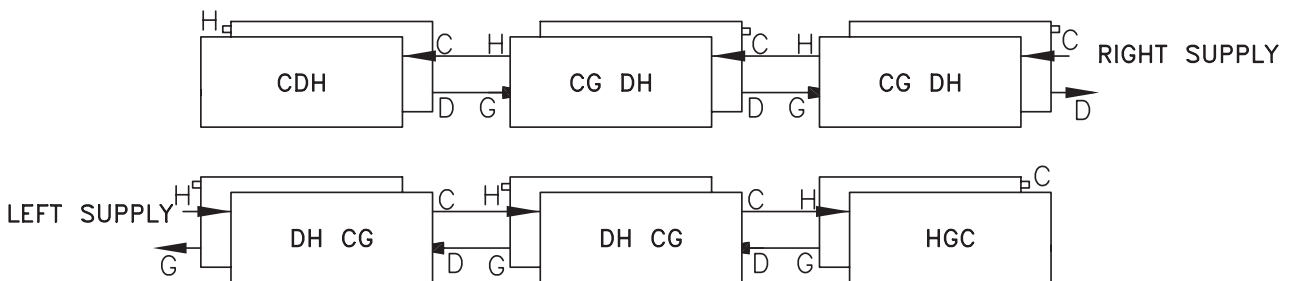 H C H C H C RIGHT SUPPLY
CDH CG DH CG DH
D G D G D
H C H C H C
LEFT SUPPLY
DH CG DH CG HGC
G D G D G